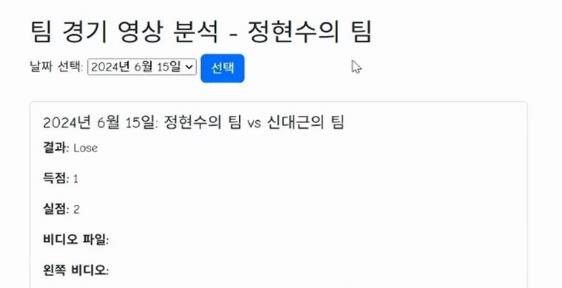 팀 경기 영상 분석 - 정현수의 팀
날짜 선택: 2024년 6월 15일 선택
2024년 6월 15일: 정현수의 팀 vs 신대근의 팀
결과: Lose
득점: 1
실점: 2
비디오 파일:
왼쪽 비디오: